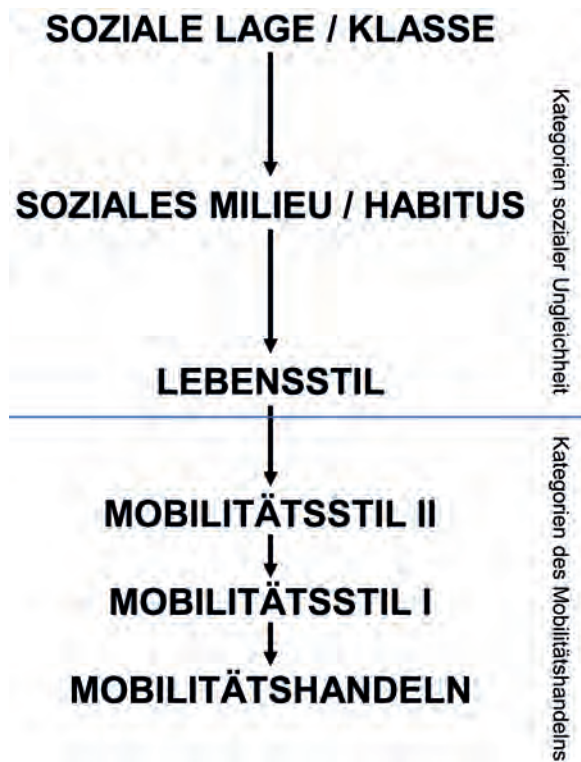 SOZIALE LAGE / KLASSE
SOZIALES MILIEU / HABITUS
LEBENSSTIL
Kategorien sozialer Ungleichheit
MOBILITÄTSSTIL II
MOBILITÄTSSTIL I
MOBILITÄTSHANDELN
Kategorien des Mobilitätshandelns